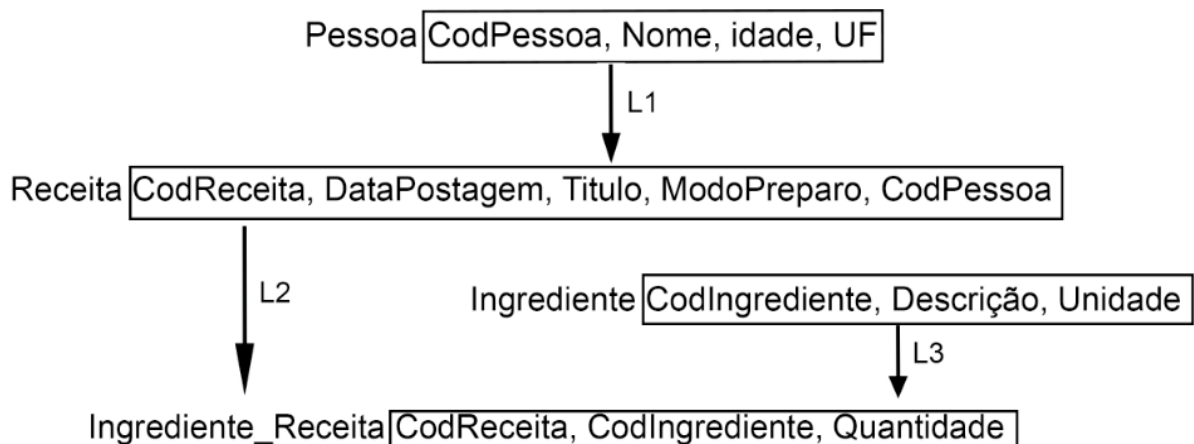 Pessoa CodPessoa, Nome, idade, UF
L1
Receita CodReceita, DataPostagem, Titulo, ModoPreparo, CodPessoa
L2
Ingrediente CodIngrediente, Descrição, Unidade
L3
Ingrediente_Receita CodReceita, CodIngrediente, Quantidade